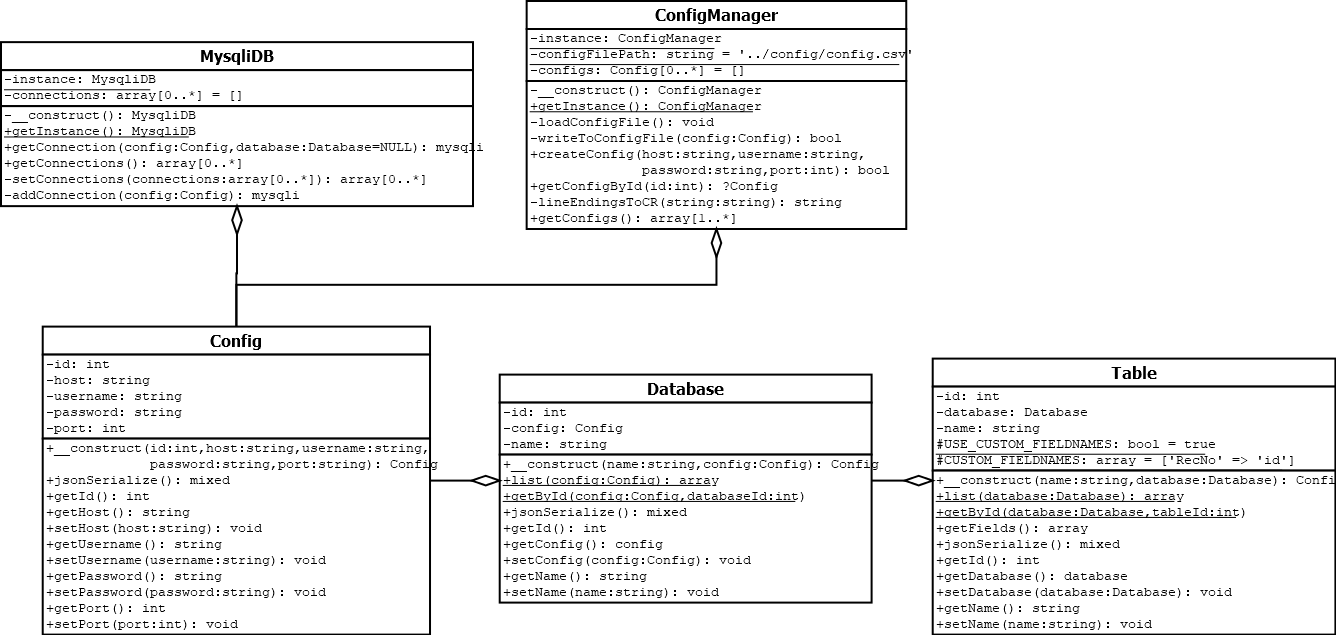 ConfigManager
-instance: ConfigManager
-configFilePath: string = '../config/config.csv'
-configs: Config[0..*] = []
-__construct(): ConfigManager
+getInstance(): ConfigManager
-loadConfigFile(): void
-writeToConfigFile(config:Config): bool
+createConfig(host:string,username:string,
password:string,port:int): bool
+getConfigById(id:int): ?Config
-lineEndingsToCR(string:string): string
+getConfigs(): array[1..*]
MysqliDB
-instance: MysqliDB
-connections: array[0..*] = []
-__construct(): MysqliDB
+getInstance(): MysqliDB
+getConnection(config:Config,database:Database=NULL): mysqli
+getConnections(): array[0..*]
-setConnections(connections:array[0..*]): array[0..*]
-addConnection(config:Config): mysqli
Config
-id: int
-host: string
-username: string
-password: string
-port: int
+__construct(id:int,host:string,username:string,
password:string,port:string): Config
+jsonSerialize(): mixed
+getId(): int
+getHost(): string
+setHost(host:string): void
+getUsername(): string
+setUsername(username:string): void
+getPassword(): string
+setPassword(password:string): void
+getPort(): int
+setPort(port:int): void
Database
-id: int
-config: Config
-name: string
+__construct(name:string,config:Config): Config
+list(config:Config): array
+getById(config:Config,databaseId:int)
+jsonSerialize(): mixed
+getId(): int
+getConfig(): config
+setConfig(config:Config): void
+getName(): string
+setName(name:string): void
Table
-id: int
-database: Database
-name: string
#USE_CUSTOM_FIELDNAMES: bool = true
#CUSTOM_FIELDNAMES: array = ['RecNo' => 'id']
+__construct(name:string,database:Database): Confi
+list(database:Database): array
+getById(database:Database,tableId:int)
+getFields(): array
+jsonSerialize(): mixed
+getId(): int
+getDatabase(): database
+setDatabase(database:Database): void
+getName(): string
+setName(name:string): void